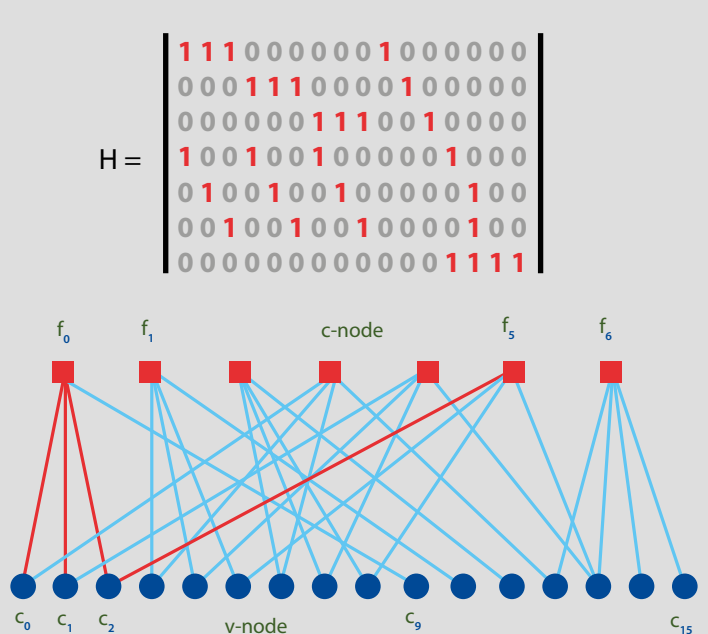 1 1 1 0 0 0 0 0 0 1 0 0 0 0 0 0
0 0 0 1 1 1 0 0 0 0 1 0 0 0 0 0
0 0 0 0 0 0 1 1 1 0 0 1 0 0 0 0
H = 1 0 0 1 0 0 1 0 0 0 0 0 1 0 0 0
0 1 0 0 1 0 0 1 0 0 0 0 0 1 0 0
0 0 1 0 0 1 0 0 1 0 0 0 0 1 0 0
0 0 0 0 0 0 0 0 0 0 0 0 1 1 1 1
f₀ f₁ c-node f₅ f₆
c₀ c₁ c₂ v-node c₉ c₁₅